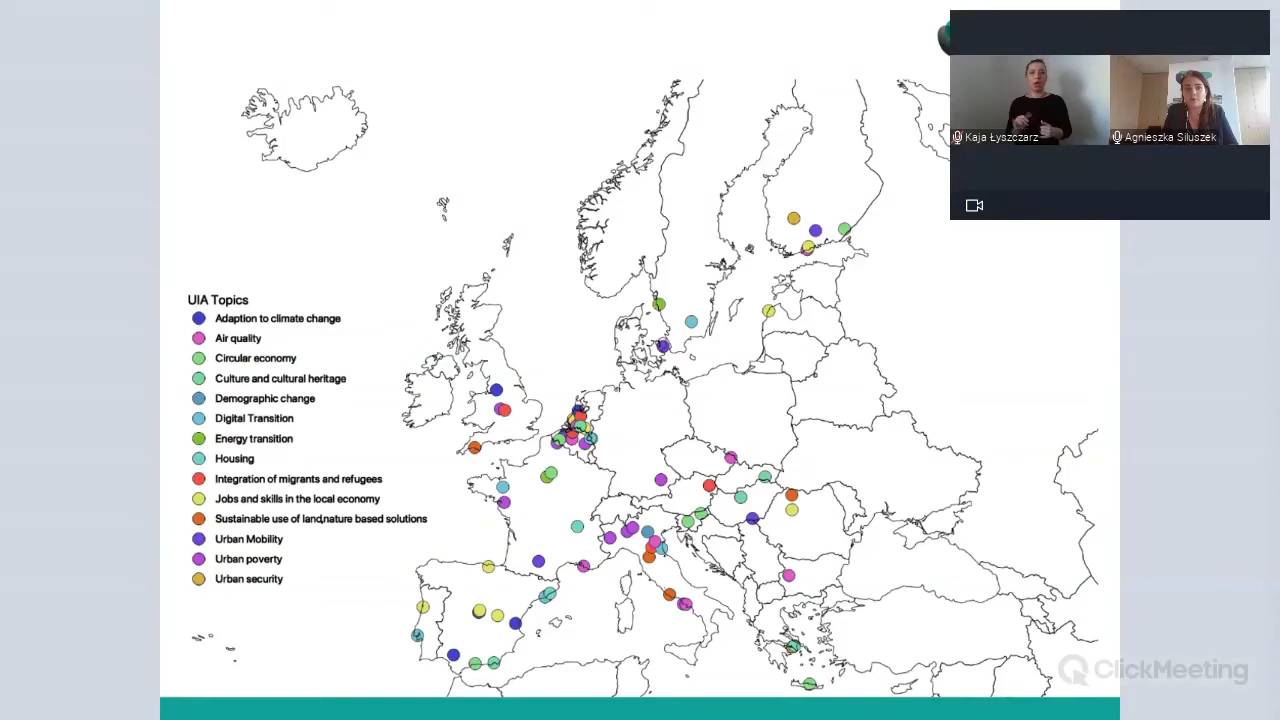 Kaja Łyszczarz
Agnieszka Siluszek
UIA Topics
Adaption to climate change
Air quality
Circular economy
Culture and cultural heritage
Demographic change
Digital Transition
Energy transition
Housing
Integration of migrants and refugees
Jobs and skills in the local economy
Sustainable use of land,nature based solutions
Urban Mobility
Urban poverty
Urban security
ClickMeeting